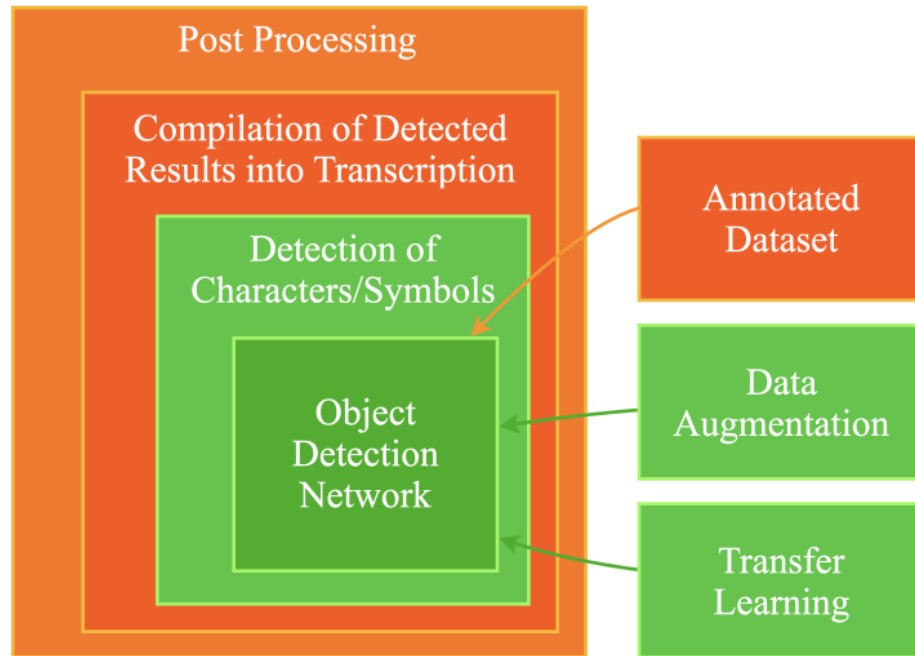 Post Processing
Compilation of Detected
Results into Transcription
Detection of
Characters/Symbols
Object
Detection
Network
Annotated
Dataset
Data
Augmentation
Transfer
Learning